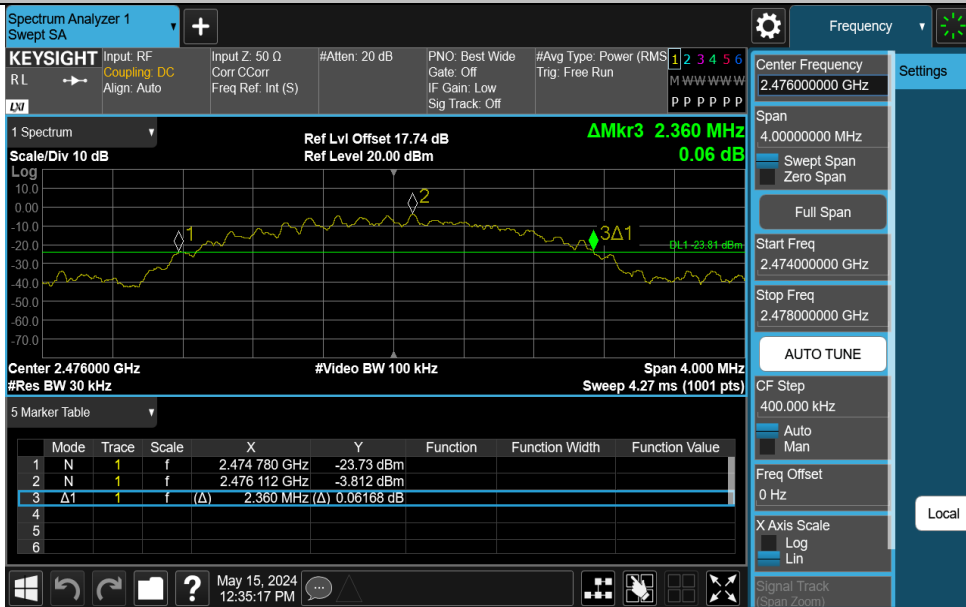 Spectrum Analyzer 1
Swept SA
+
Frequency
KEYSIGHT
RL
LXI
Input: RF
Coupling: DC
Align: Auto
Input Z: 50 Ω
Corr CCorr
Freq Ref: Int (S)
#Atten: 20 dB
PNO: Best Wide
Gate: Off
IF Gain: Low
Sig Track: Off
#Avg Type: Power (RMS
Trig: Free Run
1 2 3 4 5 6
M W W W W W
P P P P P P
1 Spectrum
Scale/Div 10 dB
Ref Lvl Offset 17.74 dB
Ref Level 20.00 dBm
ΔMkr3 2.360 MHz
0.06 dB
Log
10.0
0.00
-10.0
-20.0
-30.0
-40.0
-50.0
-60.0
-70.0
1
2
3Δ1
DL1 -23.81 dBm
Center 2.476000 GHz
#Video BW 100 kHz
Span 4.000 MHz
#Res BW 30 kHz
Sweep 4.27 ms (1001 pts)
5 Marker Table
Mode Trace Scale X Y Function Function Width Function Value
1 N 1 f 2.474 780 GHz -23.73 dBm
2 N 1 f 2.476 112 GHz -3.812 dBm
3 Δ1 1 f (Δ) 2.360 MHz (Δ) 0.06168 dB
4
5
6
?
May 15, 2024
12:35:17 PM
Center Frequency
2.476000000 GHz
Span
4.00000000 MHz
Swept Span
Zero Span
Full Span
Start Freq
2.474000000 GHz
Stop Freq
2.478000000 GHz
AUTO TUNE
CF Step
400.000 kHz
Auto
Man
Freq Offset
0 Hz
X Axis Scale
Log
Lin
Signal Track
(Span Zoom)
Settings
Local